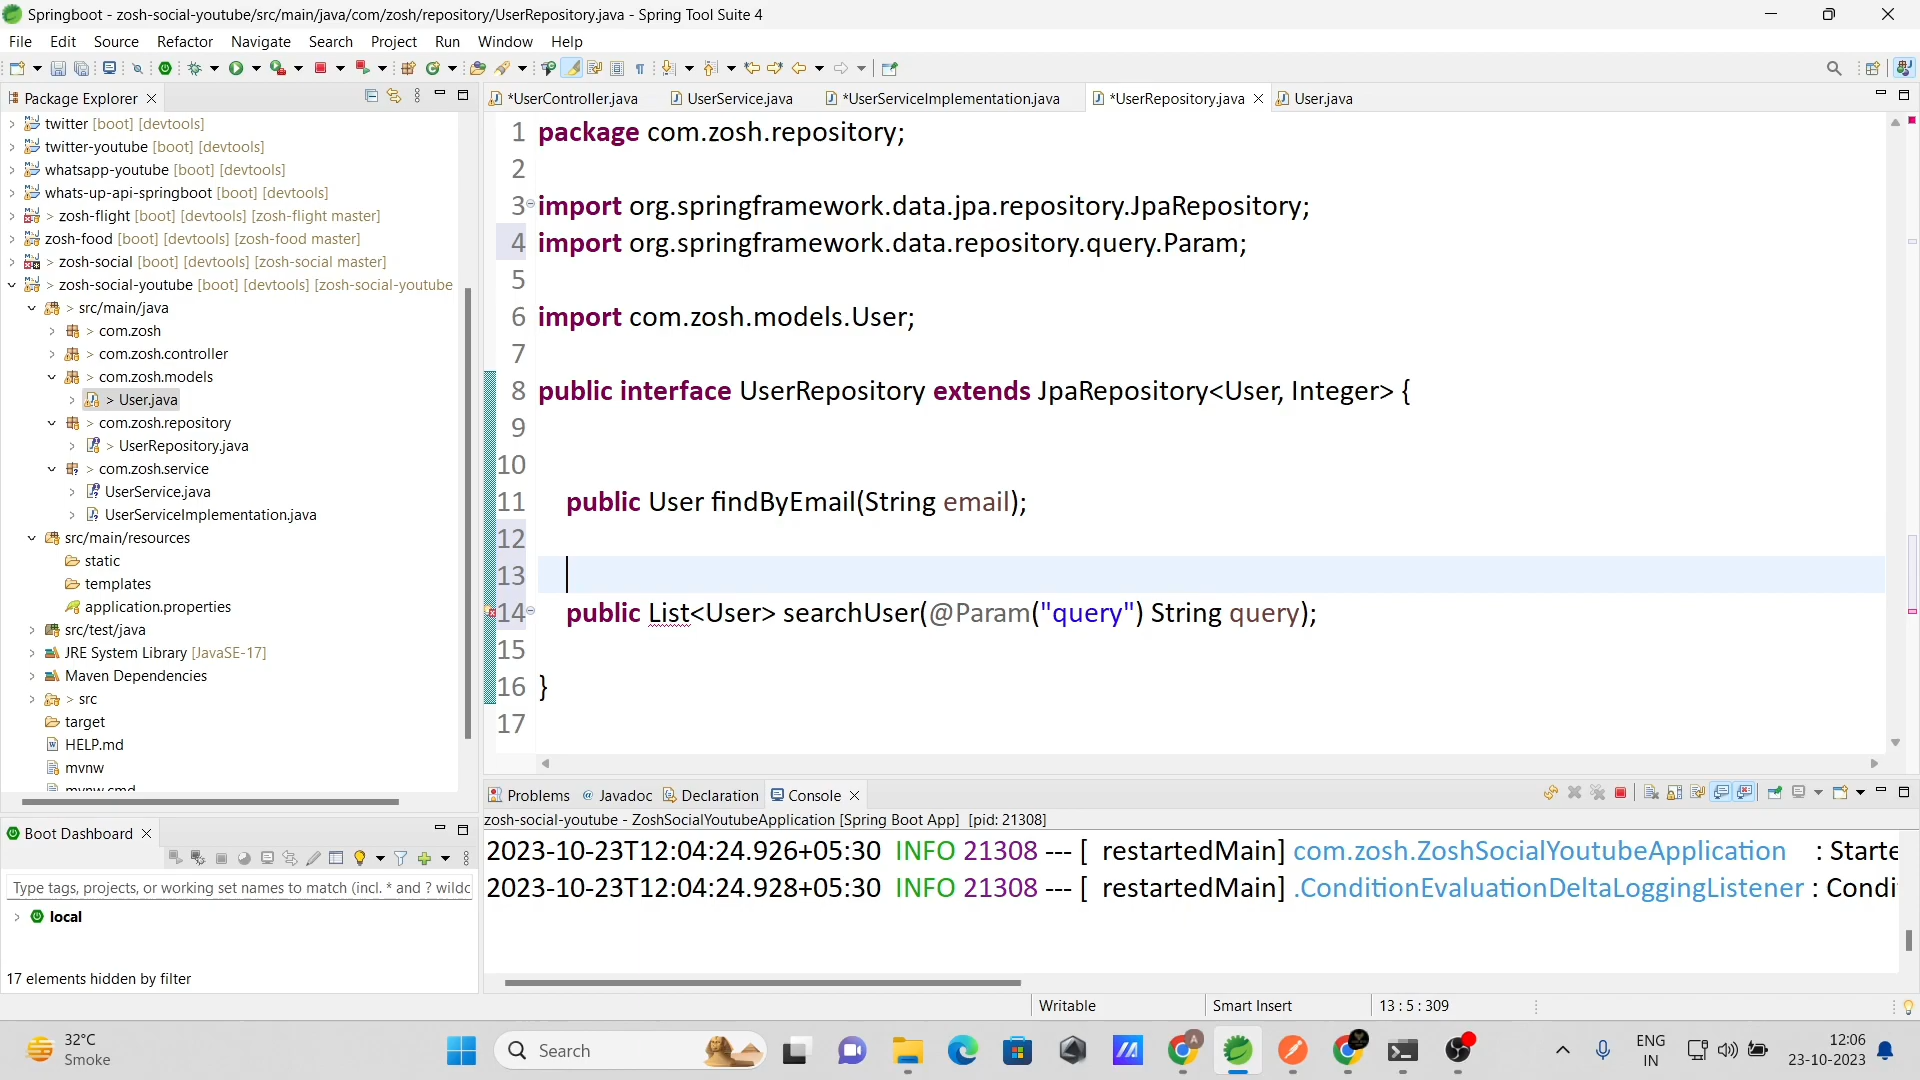 Springboot - zosh-social-youtube/src/main/java/com/zosh/repository/UserRepository.java - Spring Tool Suite 4
File Edit Source Refactor Navigate Search Project Run Window Help
Package Explorer
*UserController.java UserService.java *UserServiceImplementation.java *UserRepository.java User.java
twitter [boot] [devtools]
twitter-youtube [boot] [devtools]
whatsapp-youtube [boot] [devtools]
whats-up-api-springboot [boot] [devtools]
> zosh-flight [boot] [devtools] [zosh-flight master]
zosh-food [boot] [devtools] [zosh-food master]
> zosh-social [boot] [devtools] [zosh-social master]
> zosh-social-youtube [boot] [devtools] [zosh-social-youtube
> src/main/java
> com.zosh
> com.zosh.controller
> com.zosh.models
> User.java
> com.zosh.repository
> UserRepository.java
> com.zosh.service
UserService.java
UserServiceImplementation.java
src/main/resources
static
templates
application.properties
src/test/java
JRE System Library [JavaSE-17]
Maven Dependencies
> src
target
HELP.md
mvnw
mvnw.cmd
1 package com.zosh.repository;
2
3 import org.springframework.data.jpa.repository.JpaRepository;
4 import org.springframework.data.repository.query.Param;
5
6 import com.zosh.models.User;
7
8 public interface UserRepository extends JpaRepository<User, Integer> {
9
10
11 public User findByEmail(String email);
12
13
14 public List<User> searchUser(@Param("query") String query);
15
16 }
17
Boot Dashboard
Type tags, projects, or working set names to match (incl. * and ? wildc
local
17 elements hidden by filter
Problems Javadoc Declaration Console
zosh-social-youtube - ZoshSocialYoutubeApplication [Spring Boot App] [pid: 21308]
2023-10-23T12:04:24.926+05:30 INFO 21308 --- [ restartedMain] com.zosh.ZoshSocialYoutubeApplication : Starte
2023-10-23T12:04:24.928+05:30 INFO 21308 --- [ restartedMain] .ConditionEvaluationDeltaLoggingListener : Condi
Writable Smart Insert 13 : 5 : 309
32°C
Smoke
Search
ENG
IN
12:06
23-10-2023